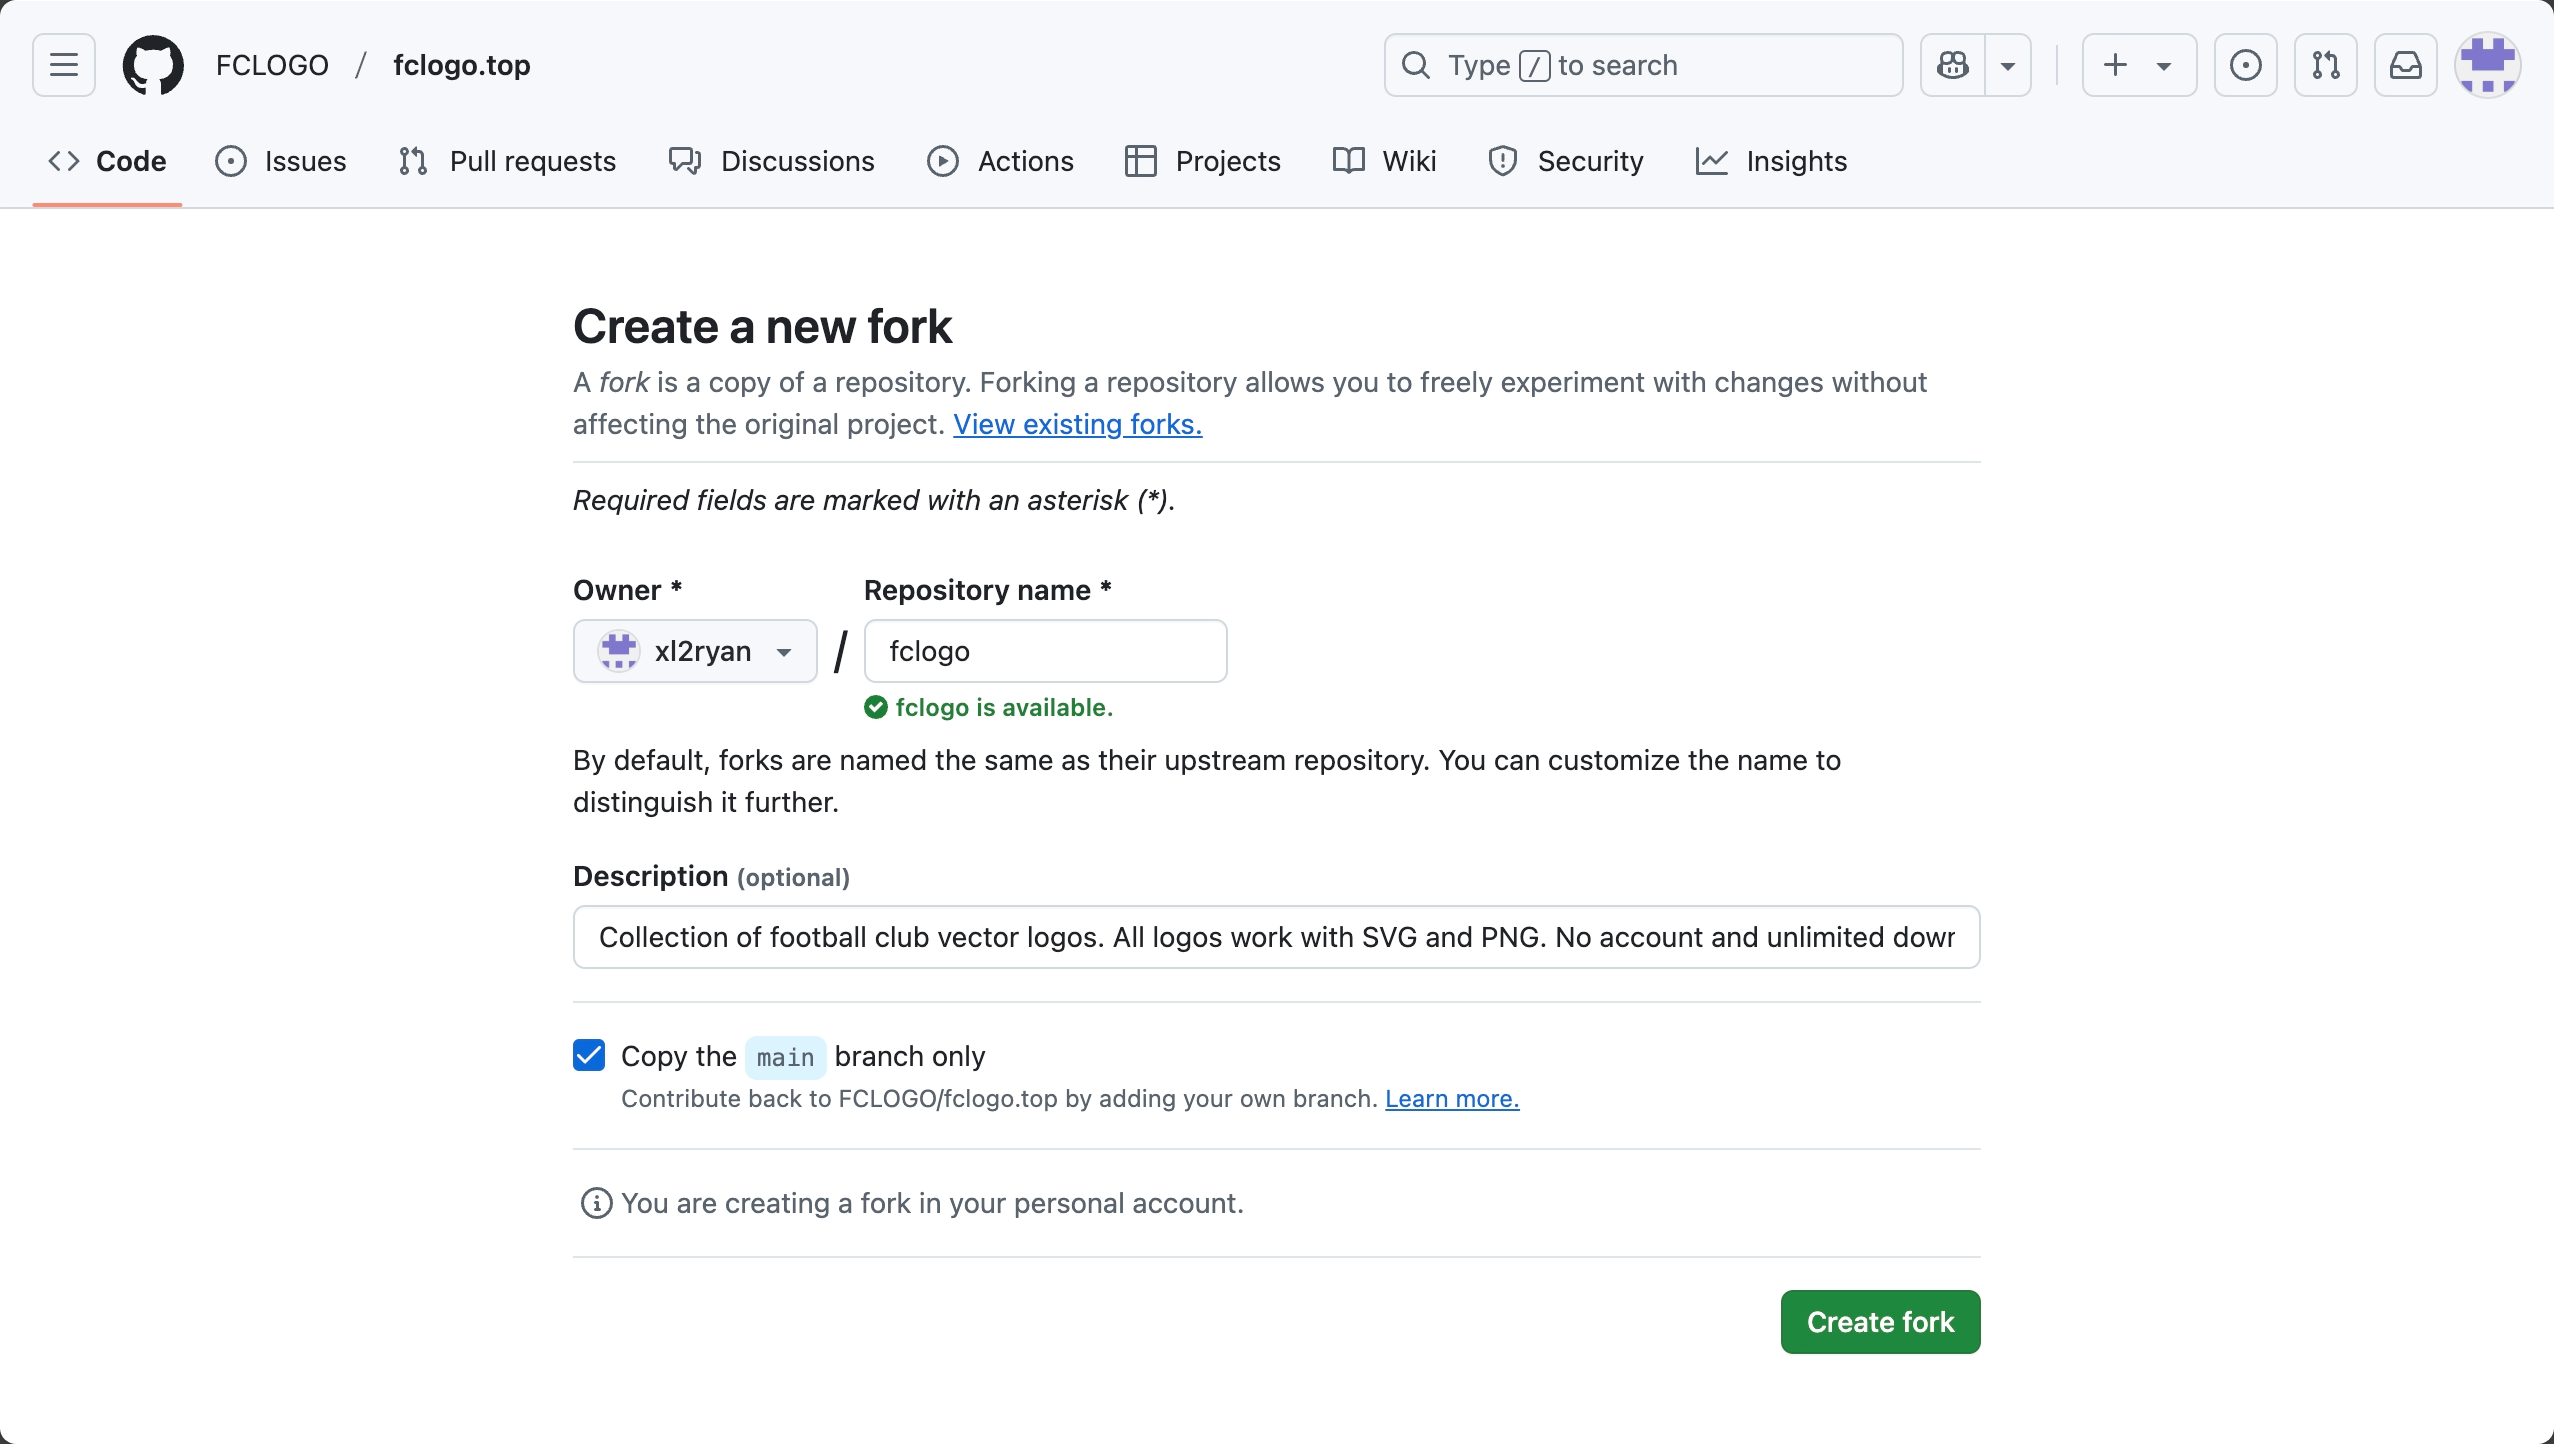 FCLOGO / fclogo.top
Type / to search
Code Issues Pull requests Discussions Actions Projects Wiki Security Insights
Create a new fork
A fork is a copy of a repository. Forking a repository allows you to freely experiment with changes without
affecting the original project. View existing forks.
Required fields are marked with an asterisk (*).
Owner * Repository name *
xl2ryan / fclogo
fclogo is available.
By default, forks are named the same as their upstream repository. You can customize the name to
distinguish it further.
Description (optional)
Collection of football club vector logos. All logos work with SVG and PNG. No account and unlimited
Copy the main branch only
Contribute back to FCLOGO/fclogo.top by adding your own branch. Learn more.
You are creating a fork in your personal account.
Create fork